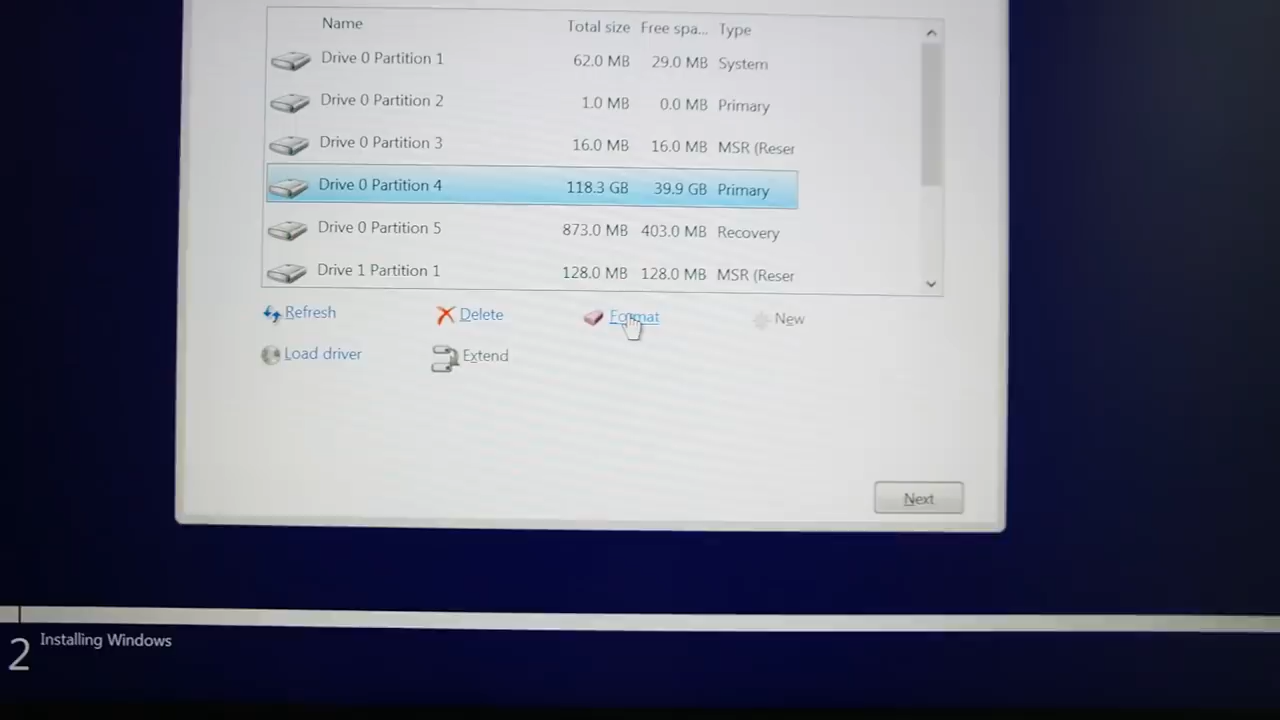 Name Total size Free spa... Type
Drive 0 Partition 1 62.0 MB 29.0 MB System
Drive 0 Partition 2 1.0 MB 0.0 MB Primary
Drive 0 Partition 3 16.0 MB 16.0 MB MSR (Reser
Drive 0 Partition 4 118.3 GB 39.9 GB Primary
Drive 0 Partition 5 873.0 MB 403.0 MB Recovery
Drive 1 Partition 1 128.0 MB 128.0 MB MSR (Reser
Refresh Delete Format New
Load driver Extend
Next
2 Installing Windows